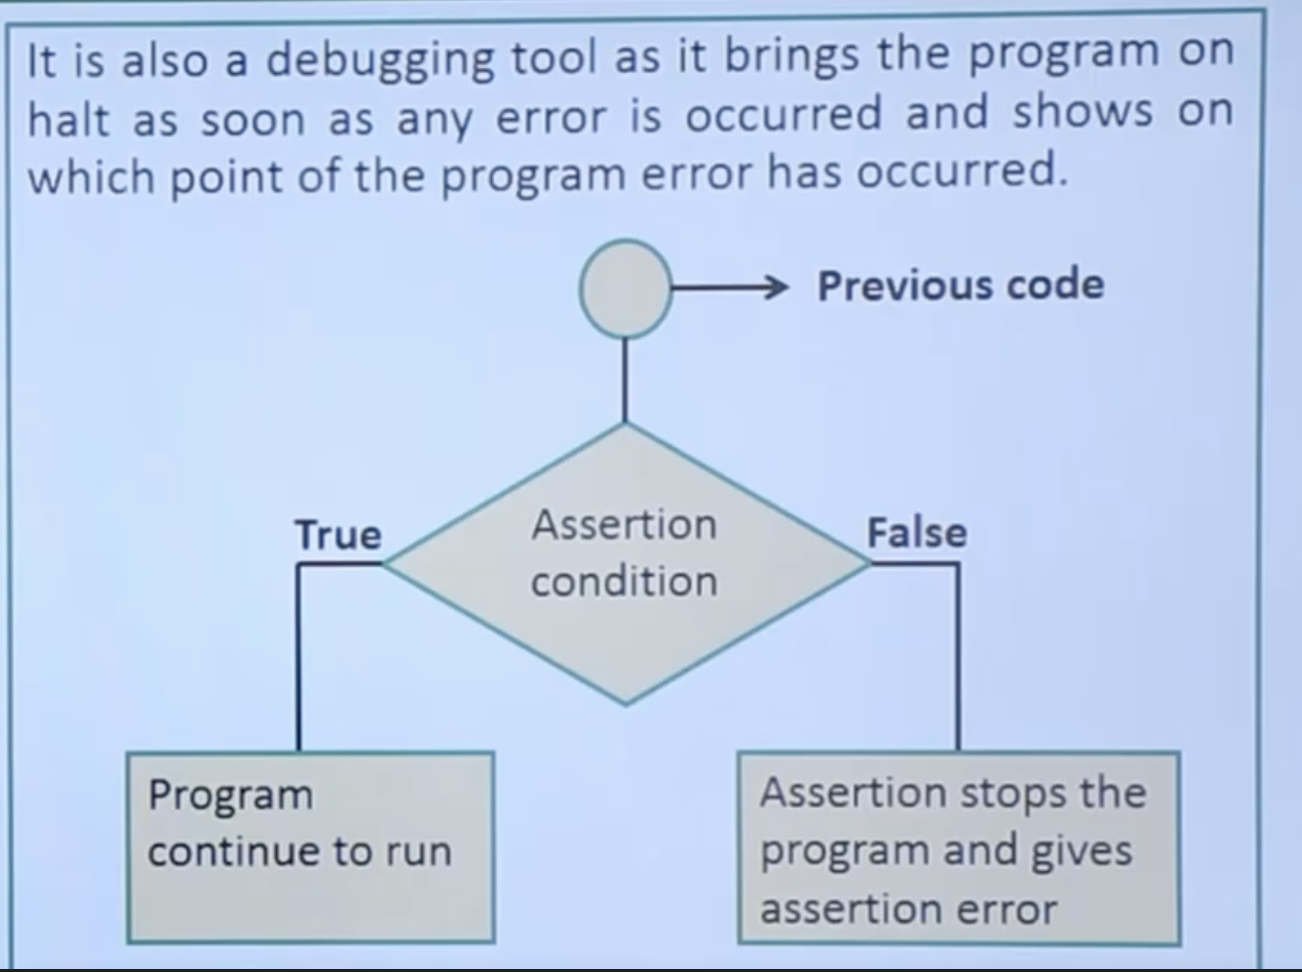 It is also a debugging tool as it brings the program on
halt as soon as any error is occurred and shows on
which point of the program error has occurred.
Previous code
Assertion
condition
True
False
Program
continue to run
Assertion stops the
program and gives
assertion error